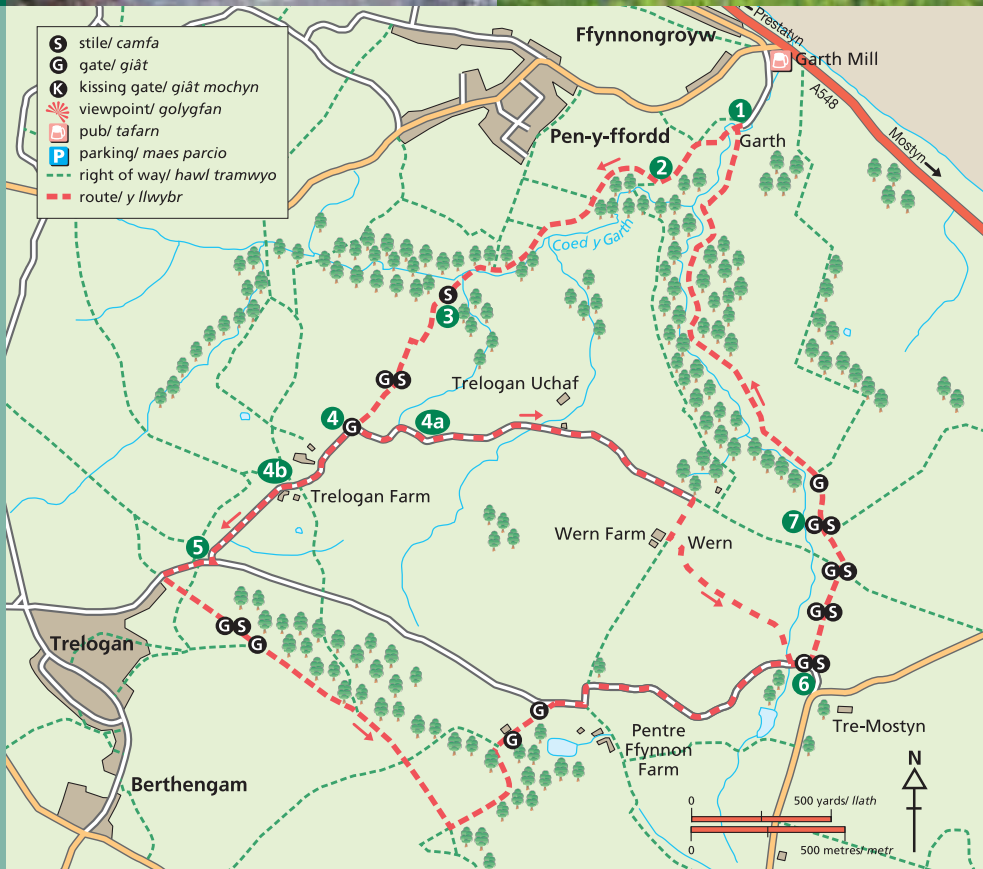 S stile/ camfa
G gate/ giât
K kissing gate/ giât mochyn
viewpoint/ golygfan
pub/ tafarn
P parking/ maes parcio
right of way/ hawl tramwyo
route/ y llwybr
Prestatyn
Ffynnongroyw
Garth Mill
A548
Mostyn
1
Garth
Pen-y-ffordd
2
Coed y Garth
S
3
G S
Trelogan Uchaf
4
G
4a
4b
Trelogan Farm
G
7
G S
Wern Farm
Wern
5
G S
G S
G S
G
Trelogan
G S
6
G
G
Pentre
Ffynnon
Farm
Tre-Mostyn
Berthengam
N
0
500 yards/ llath
0
500 metres/ metr